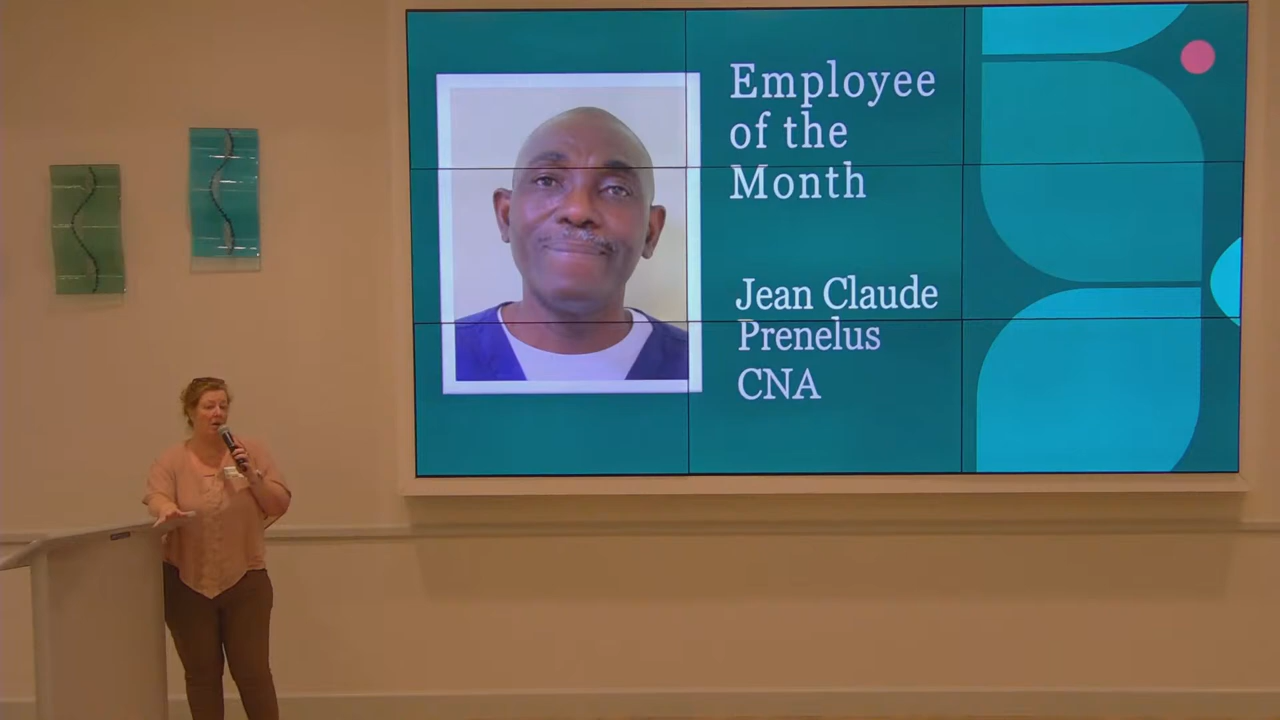 Employee
of the
Month
Jean Claude
Prenelus
CNA